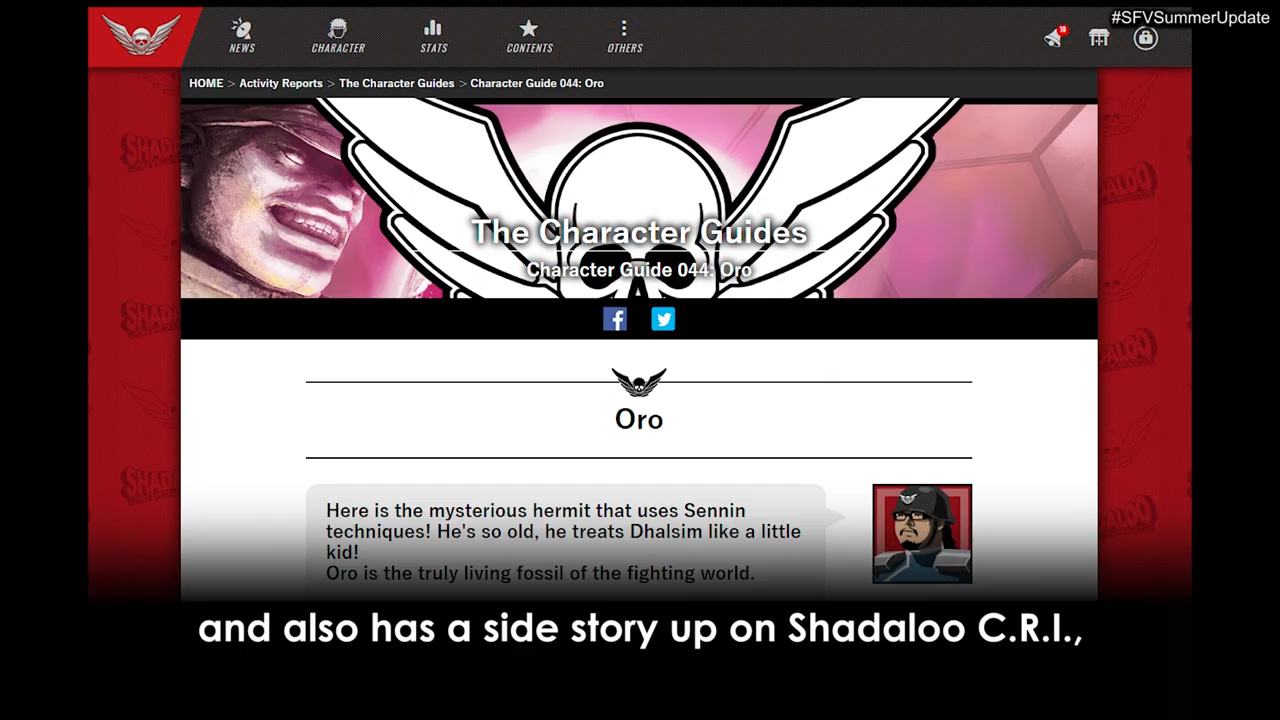 #SFVSummerUpdate
NEWS
CHARACTER
STATS
CONTENTS
OTHERS
HOME > Activity Reports > The Character Guides > Character Guide 044: Oro
The Character Guides
Character Guide 044: Oro
Oro
Here is the mysterious hermit that uses Sennin
techniques! He's so old, he treats Dhalsim like a little
kid!
Oro is the truly living fossil of the fighting world.
and also has a side story up on Shadaloo C.R.I.,